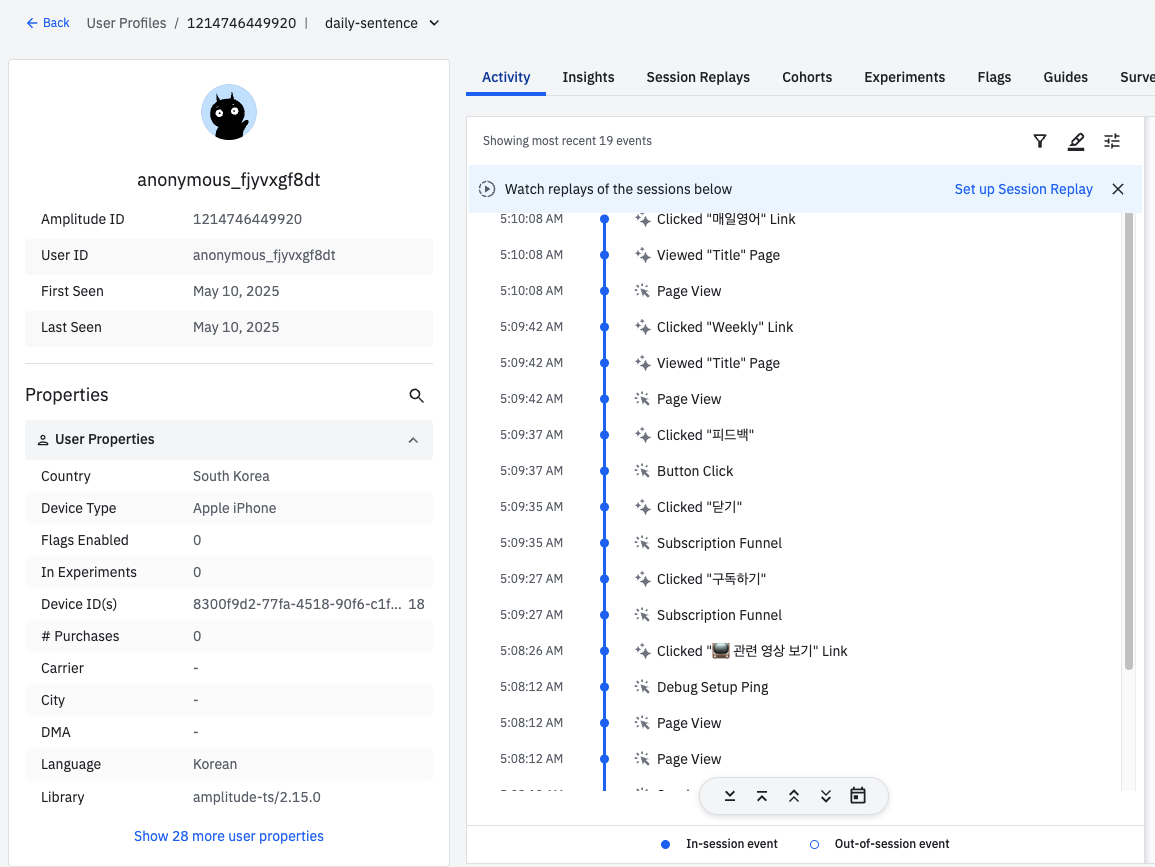 Back User Profiles / 1214746449920 | daily-sentence
anonymous_fjyvxgf8dt
Amplitude ID 1214746449920
User ID anonymous_fjyvxgf8dt
First Seen May 10, 2025
Last Seen May 10, 2025
Properties
User Properties
Country South Korea
Device Type Apple iPhone
Flags Enabled 0
In Experiments 0
Device ID(s) 8300f9d2-77fa-4518-90f6-c1f... 18
# Purchases 0
Carrier -
City -
DMA -
Language Korean
Library amplitude-ts/2.15.0
Show 28 more user properties
Activity Insights Session Replays Cohorts Experiments Flags Guides Surve
Showing most recent 19 events
Watch replays of the sessions below Set up Session Replay
5:10:08 AM Clicked "매일영어" Link
5:10:08 AM Viewed "Title" Page
5:10:08 AM Page View
5:09:42 AM Clicked "Weekly" Link
5:09:42 AM Viewed "Title" Page
5:09:42 AM Page View
5:09:37 AM Clicked "피드백"
5:09:37 AM Button Click
5:09:35 AM Clicked "닫기"
5:09:35 AM Subscription Funnel
5:09:27 AM Clicked "구독하기"
5:09:27 AM Subscription Funnel
5:08:26 AM Clicked "📺 관련 영상 보기" Link
5:08:12 AM Debug Setup Ping
5:08:12 AM Page View
5:08:12 AM Page View
In-session event Out-of-session event